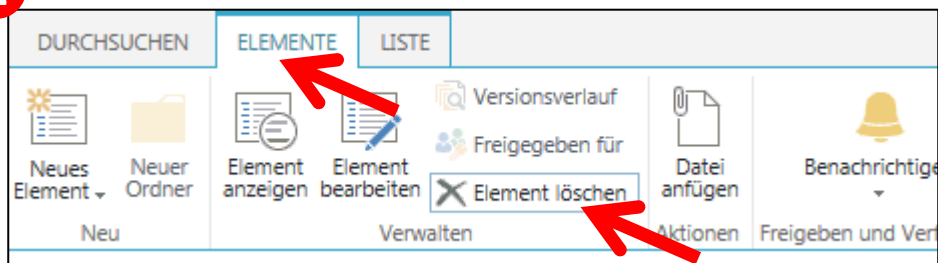 DURCHSUCHEN ELEMENTE LISTE
Neues Element
Neuer Ordner
Element anzeigen
Element bearbeiten
Versionsverlauf
Freigegeben für
Element löschen
Datei anfügen
Benachrichtige
Neu Verwalten Aktionen Freigeben und Verf